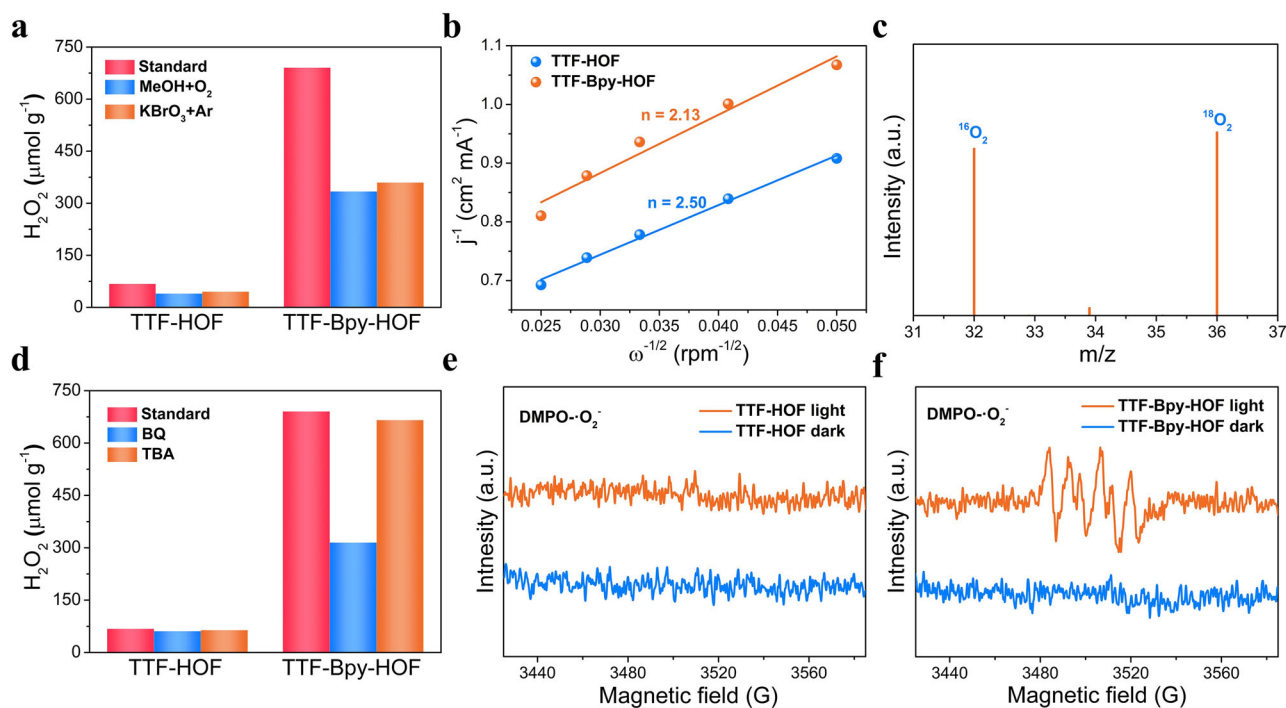 a
750
600
450
300
150
0
H₂O₂ (μmol g⁻¹)
Standard
MeOH+O₂
KBrO₃+Ar
TTF-HOF
TTF-Bpy-HOF
b
1.1
1.0
0.9
0.8
0.7
j⁻¹ (cm² mA⁻¹)
TTF-HOF
TTF-Bpy-HOF
n = 2.13
n = 2.50
0.025
0.030
0.035
0.040
0.045
0.050
ω⁻¹/² (rpm⁻¹/²)
c
Intensity (a.u.)
¹⁶O₂
¹⁸O₂
31
32
33
34
35
36
37
m/z
d
750
600
450
300
150
0
H₂O₂ (μmol g⁻¹)
Standard
BQ
TBA
TTF-HOF
TTF-Bpy-HOF
e
Intnesity (a.u.)
DMPO-·O₂⁻
TTF-HOF light
TTF-HOF dark
3440
3480
3520
3560
Magnetic field (G)
f
Intnesity (a.u.)
DMPO-·O₂⁻
TTF-Bpy-HOF light
TTF-Bpy-HOF dark
3440
3480
3520
3560
Magnetic field (G)